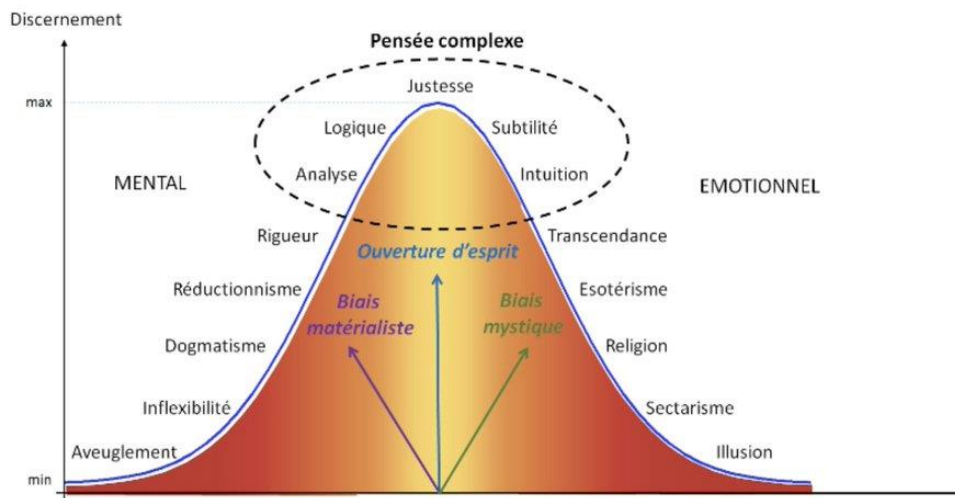 Discernement
Pensée complexe
max
Justesse
Logique
Subtilité
Analyse
Intuition
MENTAL
EMOTIONNEL
Rigueur
Transcendance
Ouverture d'esprit
Réductionnisme
Esotérisme
Biais
matérialiste
Biais
mystique
Dogmatisme
Religion
Inflexibilité
Sectarisme
Aveuglement
Illusion
min